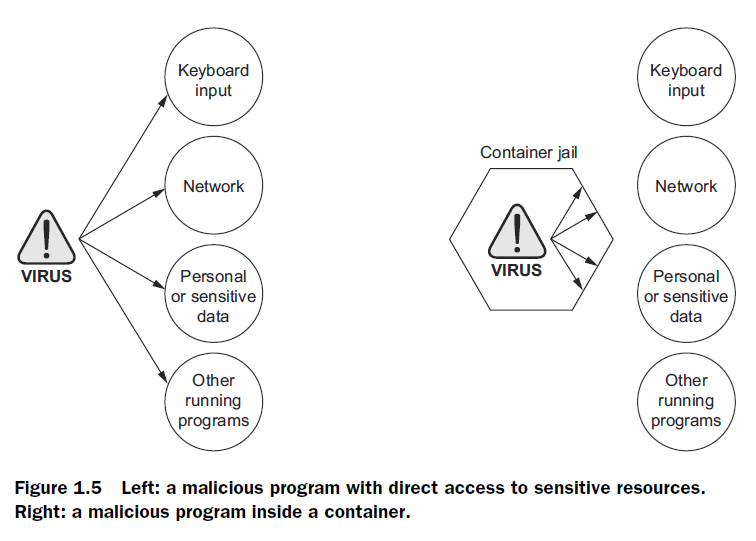 Keyboard
input
Network
VIRUS
Personal
or sensitive
data
Other
running
programs
Container jail
VIRUS
Keyboard
input
Network
Personal
or sensitive
data
Other
running
programs
Figure 1.5 Left: a malicious program with direct access to sensitive resources.
Right: a malicious program inside a container.